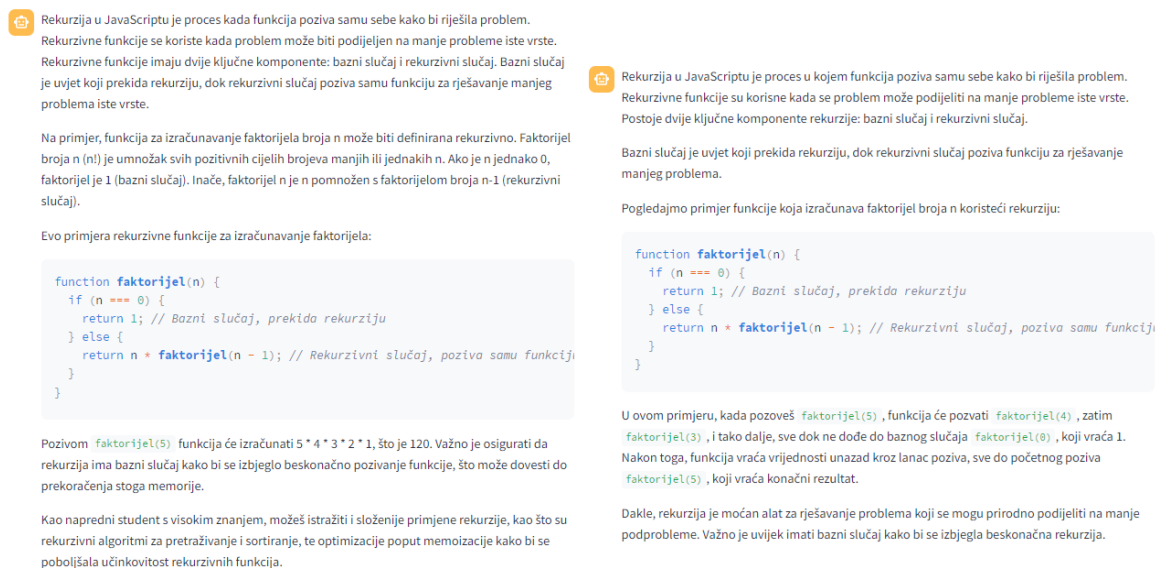 Rekurzija u JavaScriptu je proces kada funkcija poziva samu sebe kako bi riješila problem.
Rekurzivne funkcije se koriste kada problem može biti podijeljen na manje probleme iste vrste.
Rekurzivne funkcije imaju dvije ključne komponente: bazni slučaj i rekurzivni slučaj. Bazni slučaj
je uvjet koji prekida rekurziju, dok rekurzivni slučaj poziva samu funkciju za rješavanje manjeg
problema iste vrste.
Na primjer, funkcija za izračunavanje faktorijela broja n može biti definirana rekurzivno. Faktorijel
broja n (n!) je umnožak svih pozitivnih cijelih brojeva manjih ili jednakih n. Ako je n jednako 0,
faktorijel je 1 (bazni slučaj). Inače, faktorijel n je n pomnožen s faktorijelom broja n-1 (rekurzivni
slučaj).
Evo primjera rekurzivne funkcije za izračunavanje faktorijela:
function faktorijel(n) {
if (n === 0) {
return 1; // Bazni slučaj, prekida rekurziju
} else {
return n * faktorijel(n - 1); // Rekurzivni slučaj, poziva samu funkciju
}
}
Pozivom faktorijel(5) funkcija će izračunati 5 * 4 * 3 * 2 * 1, što je 120. Važno je osigurati da
rekurzija ima bazni slučaj kako bi se izbjeglo beskonačno pozivanje funkcije, što može dovesti do
prekoračenja stoga memorije.
Kao napredni student s visokim znanjem, možeš istražiti i složenije primjene rekurzije, kao što su
rekurzivni algoritmi za pretraživanje i sortiranje, te optimizacije poput memoizacije kako bi se
poboljšala učinkovitost rekurzivnih funkcija.
Rekurzija u JavaScriptu je proces u kojem funkcija poziva samu sebe kako bi riješila problem.
Rekurzivne funkcije su korisne kada se problem može podijeliti na manje probleme iste vrste.
Postoje dvije ključne komponente rekurzije: bazni slučaj i rekurzivni slučaj.
Bazni slučaj je uvjet koji prekida rekurziju, dok rekurzivni slučaj poziva funkciju za rješavanje
manjeg problema.
Pogledajmo primjer funkcije koja izračunava faktorijel broja n koristeći rekurziju:
function faktorijel(n) {
if (n === 0) {
return 1; // Bazni slučaj, prekida rekurziju
} else {
return n * faktorijel(n - 1); // Rekurzivni slučaj, poziva samu funkciju
}
}
U ovom primjeru, kada pozoveš faktorijel(5) , funkcija će pozvati faktorijel(4) , zatim
faktorijel(3) , i tako dalje, sve dok ne dođe do baznog slučaja faktorijel(0) , koji vraća 1.
Nakon toga, funkcija vraća vrijednosti unazad kroz lanac poziva, sve do početnog poziva
faktorijel(5) , koji vraća konačni rezultat.
Dakle, rekurzija je moćan alat za rješavanje problema koji se mogu prirodno podijeliti na manje
podprobleme. Važno je uvijek imati bazni slučaj kako bi se izbjegla beskonačna rekurzija.